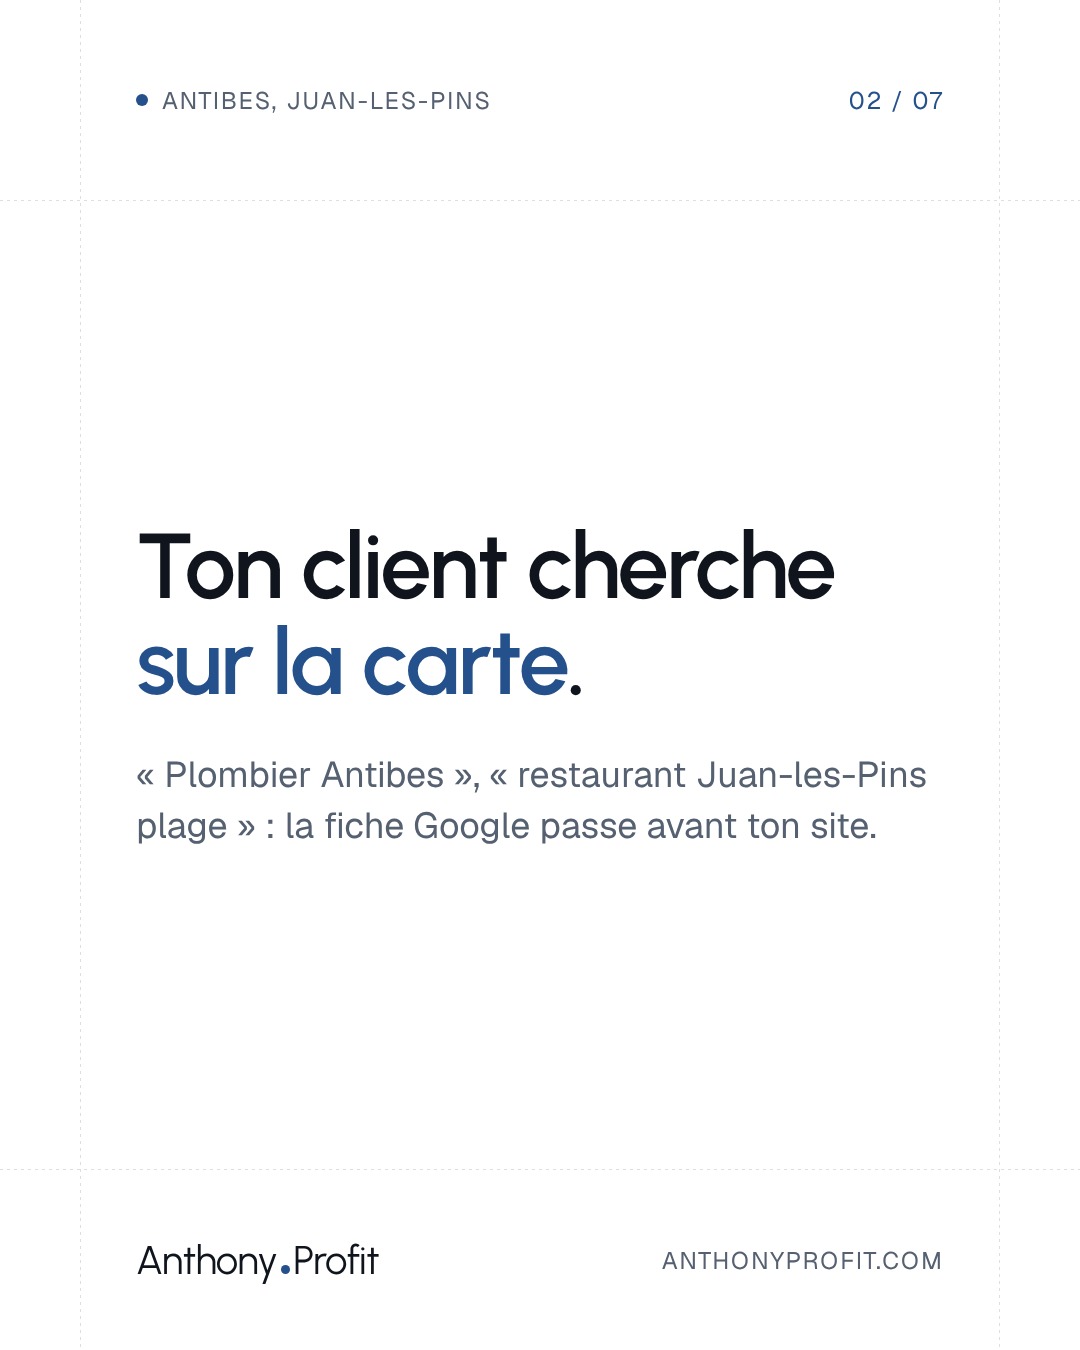 ANTIBES, JUAN-LES-PINS
02 / 07
Ton client cherche
sur la carte.
« Plombier Antibes », « restaurant Juan-les-Pins
plage » : la fiche Google passe avant ton site.
Anthony.Profit
ANTHONYPROFIT.COM